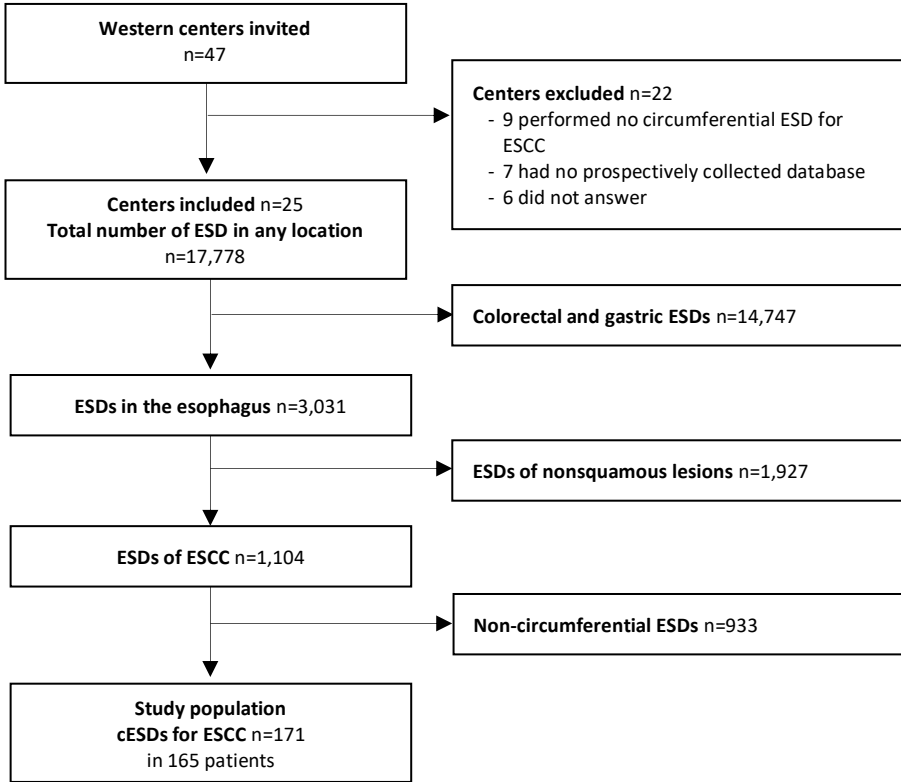 Western centers invited
n=47
Centers excluded n=22
- 9 performed no circumferential ESD for
ESCC
- 7 had no prospectively collected database
- 6 did not answer
Centers included n=25
Total number of ESD in any location
n=17,778
Colorectal and gastric ESDs n=14,747
ESDs in the esophagus n=3,031
ESDs of nonsquamous lesions n=1,927
ESDs of ESCC n=1,104
Non-circumferential ESDs n=933
Study population
cESDs for ESCC n=171
in 165 patients